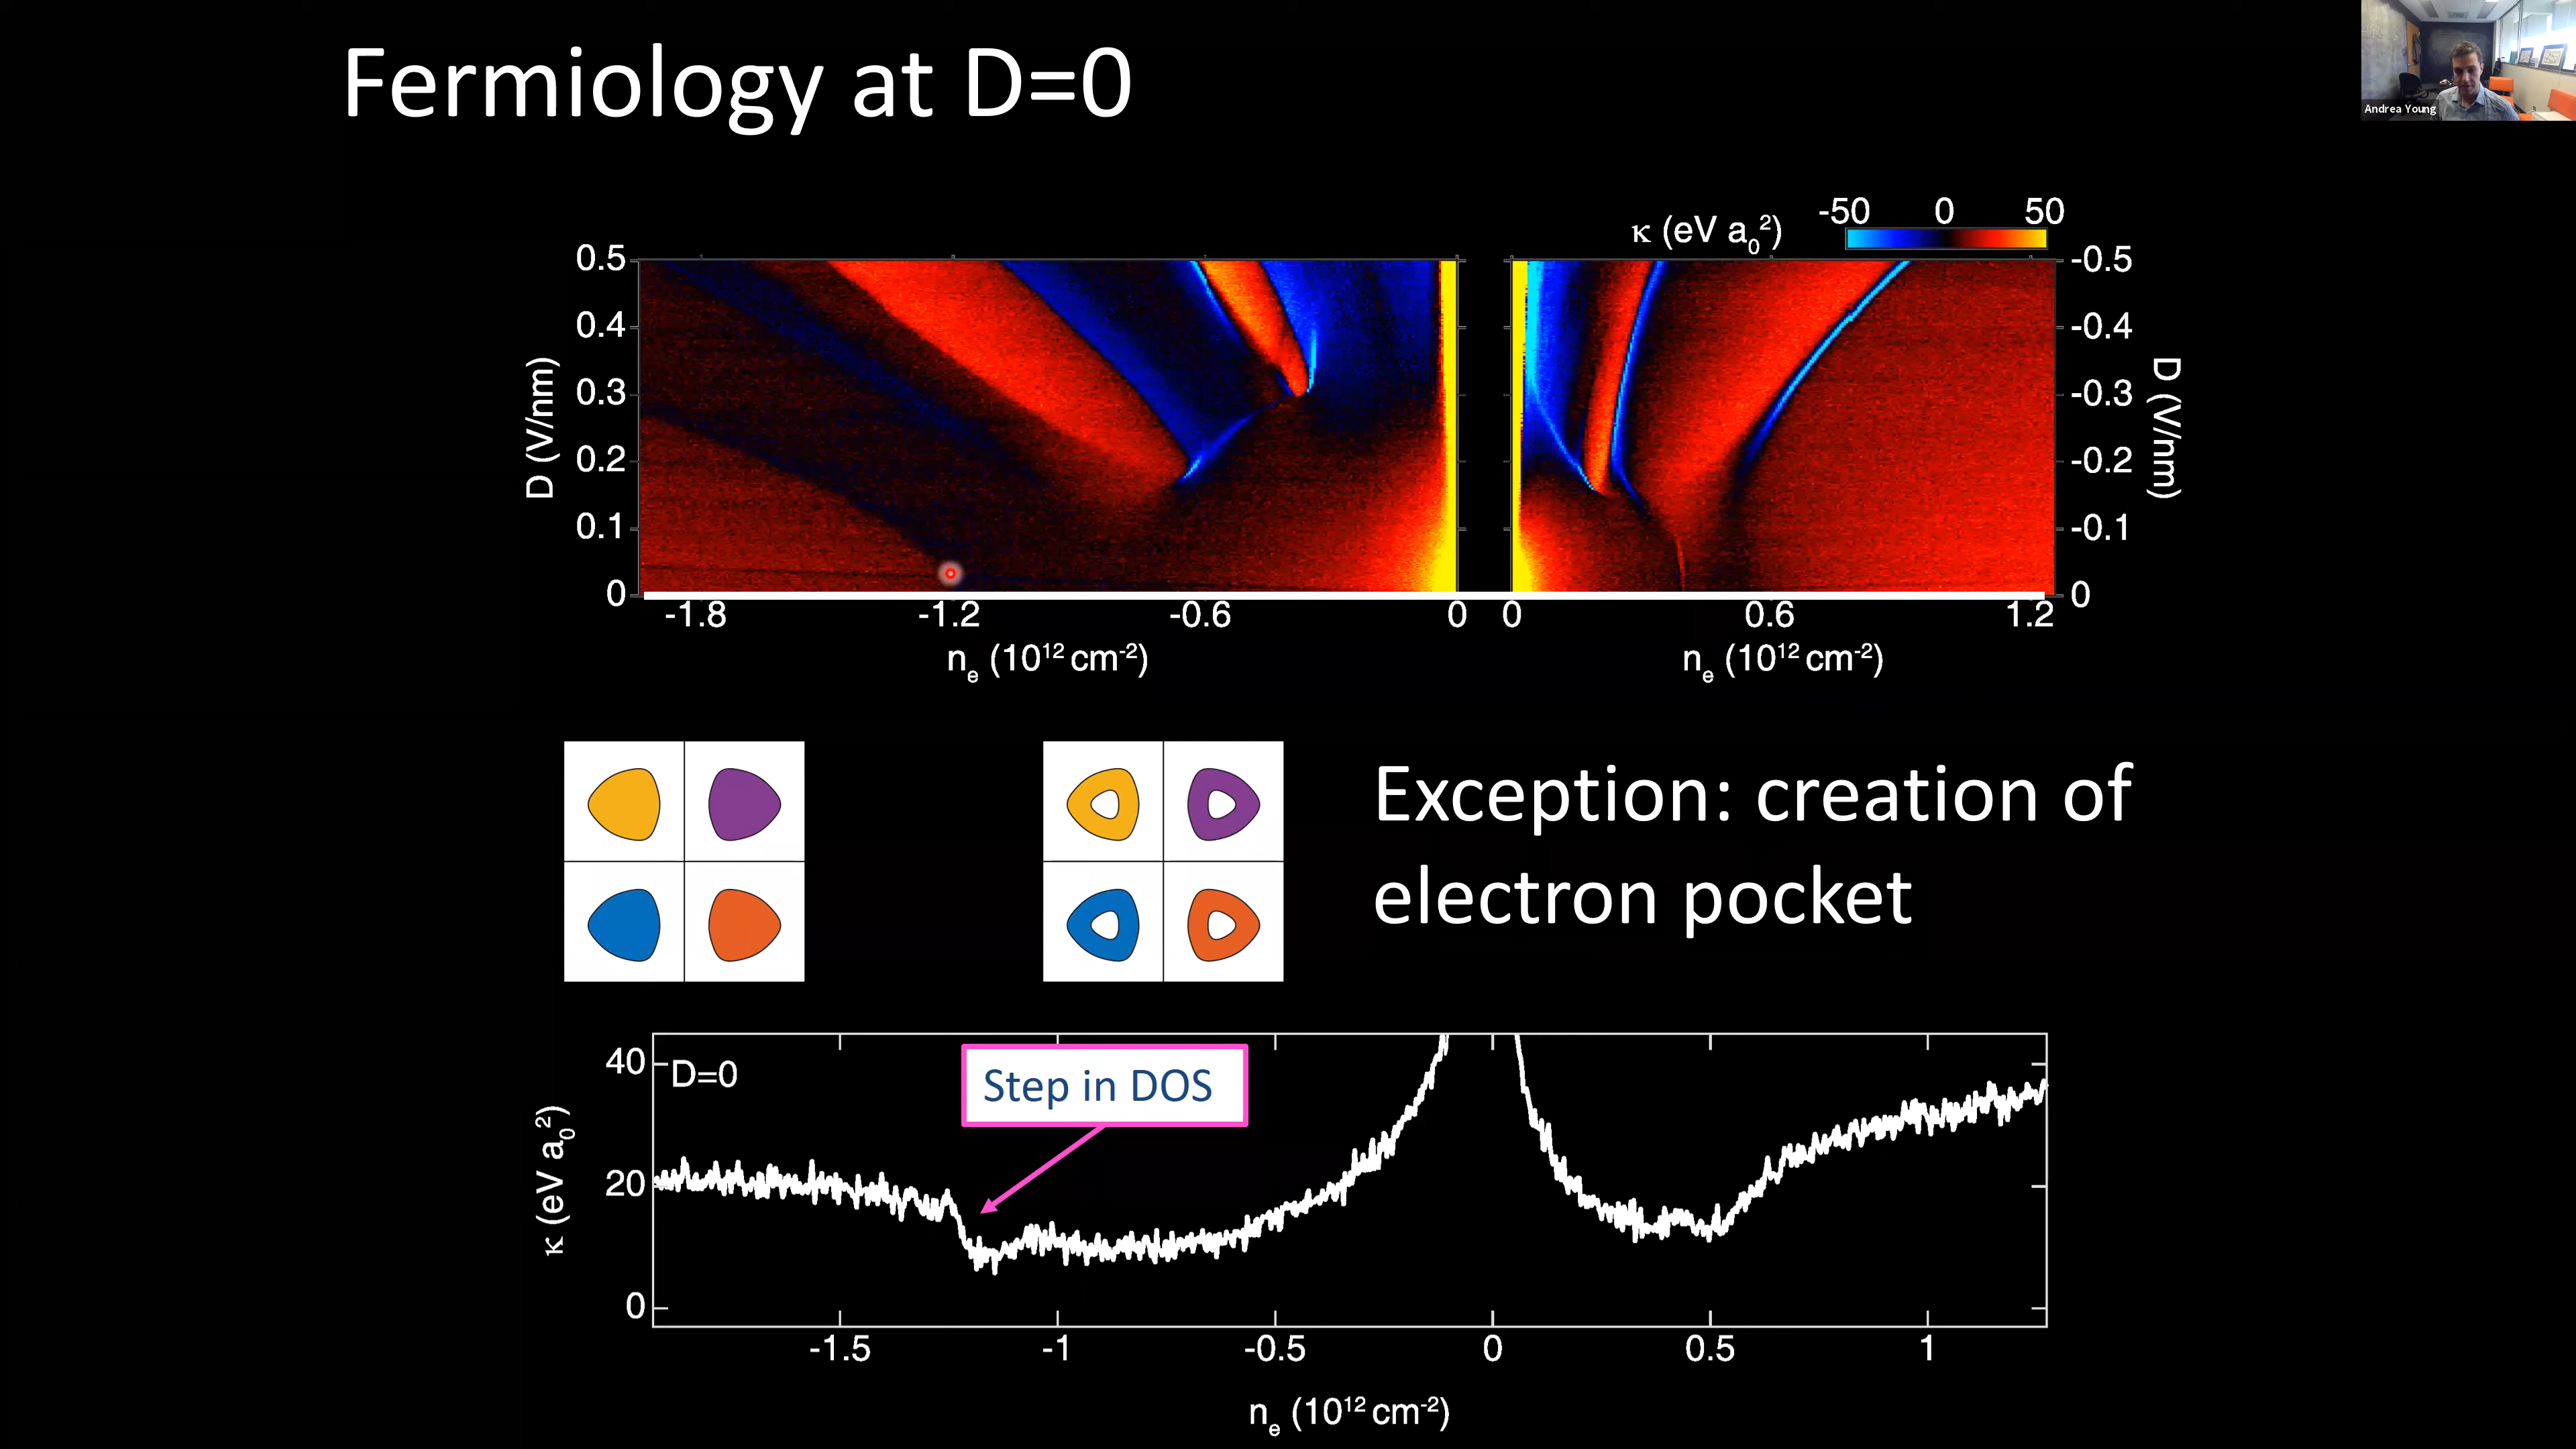 Fermiology at D=0
Andrea Young
κ (eV a₀²)
-50 0 50
0.5
0.4
0.3
0.2
0.1
0
D (V/nm)
-0.5
-0.4
-0.3
-0.2
-0.1
0
D (V/nm)
-1.8 -1.2 -0.6 0 0 0.6 1.2
nₑ (10¹² cm⁻²) nₑ (10¹² cm⁻²)
Exception: creation of
electron pocket
D=0
Step in DOS
κ (eV a₀²)
40
20
0
-1.5 -1 -0.5 0 0.5 1
nₑ (10¹² cm⁻²)